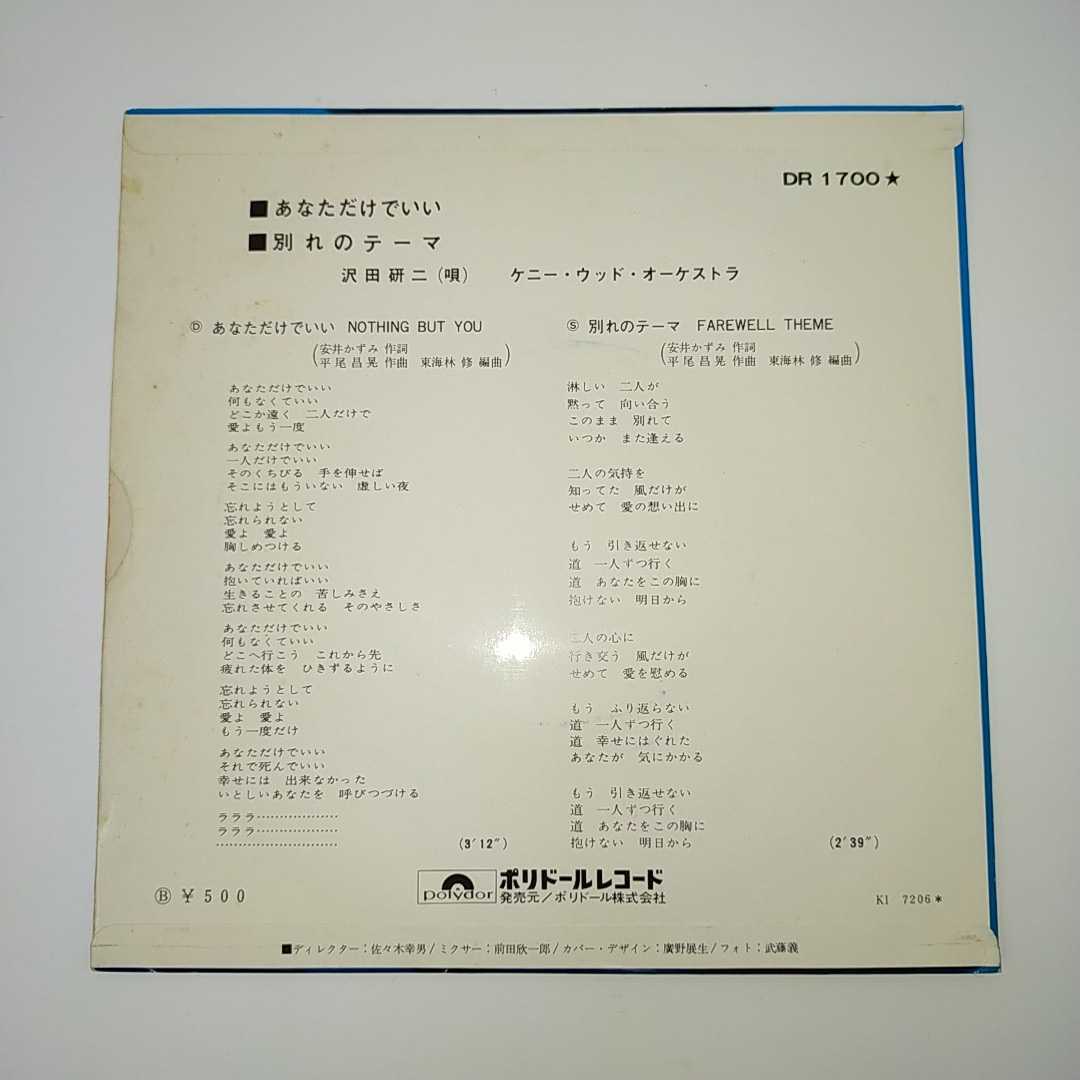 DR 1700★
■あなただけでいい
■別れのテーマ
沢田研二(唄)　ケニー・ウッド・オーケストラ
Ⓓ あなただけでいい NOTHING BUT YOU
(安井かずみ 作詞
平尾昌晃 作曲　東海林 修 編曲)
あなただけでいい
何もなくていい
どこか遠く　二人だけで
愛よもう一度
あなただけでいい
一人だけでいい
そのくちびる　手を伸せば
そこにはもういない　虚しい夜
忘れようとして
忘れられない
愛よ　愛よ
胸しめつける
あなただけでいい
抱いていればいい
生きることの　苦しみさえ
忘れさせてくれる　そのやさしさ
あなただけでいい
何もなくていい
どこへ行こう　これから先
疲れた体を　ひきずるように
忘れようとして
忘れられない
愛よ　愛よ
もう一度だけ
あなただけでいい
それで死んでいい
幸せには　出来なかった
いとしいあなたを　呼びつづける
ラララ………………
ラララ………………
………………………
(3′12″)
Ⓢ 別れのテーマ FAREWELL THEME
(安井かずみ 作詞
平尾昌晃 作曲　東海林 修 編曲)
淋しい　二人が
黙って　向い合う
このまま　別れて
いつか　また逢える
二人の気持を
知ってた　風だけが
せめて　愛の想い出に
もう　引き返せない
道　一人ずつ行く
道　あなたをこの胸に
抱けない　明日から
二人の心に
行き交う　風だけが
せめて　愛を慰める
もう　ふり返らない
道　一人ずつ行く
道　幸せにはぐれた
あなたが　気にかかる
もう　引き返せない
道　一人ずつ行く
道　あなたをこの胸に
抱けない　明日から
(2′39″)
Ⓑ ￥500
polydor
ポリドールレコード
発売元／ポリドール株式会社
KI 7206＊
■ディレクター：佐々木幸男/ミクサー：前田欣一郎/カバー・デザイン：廣野展生/フォト：武藤義